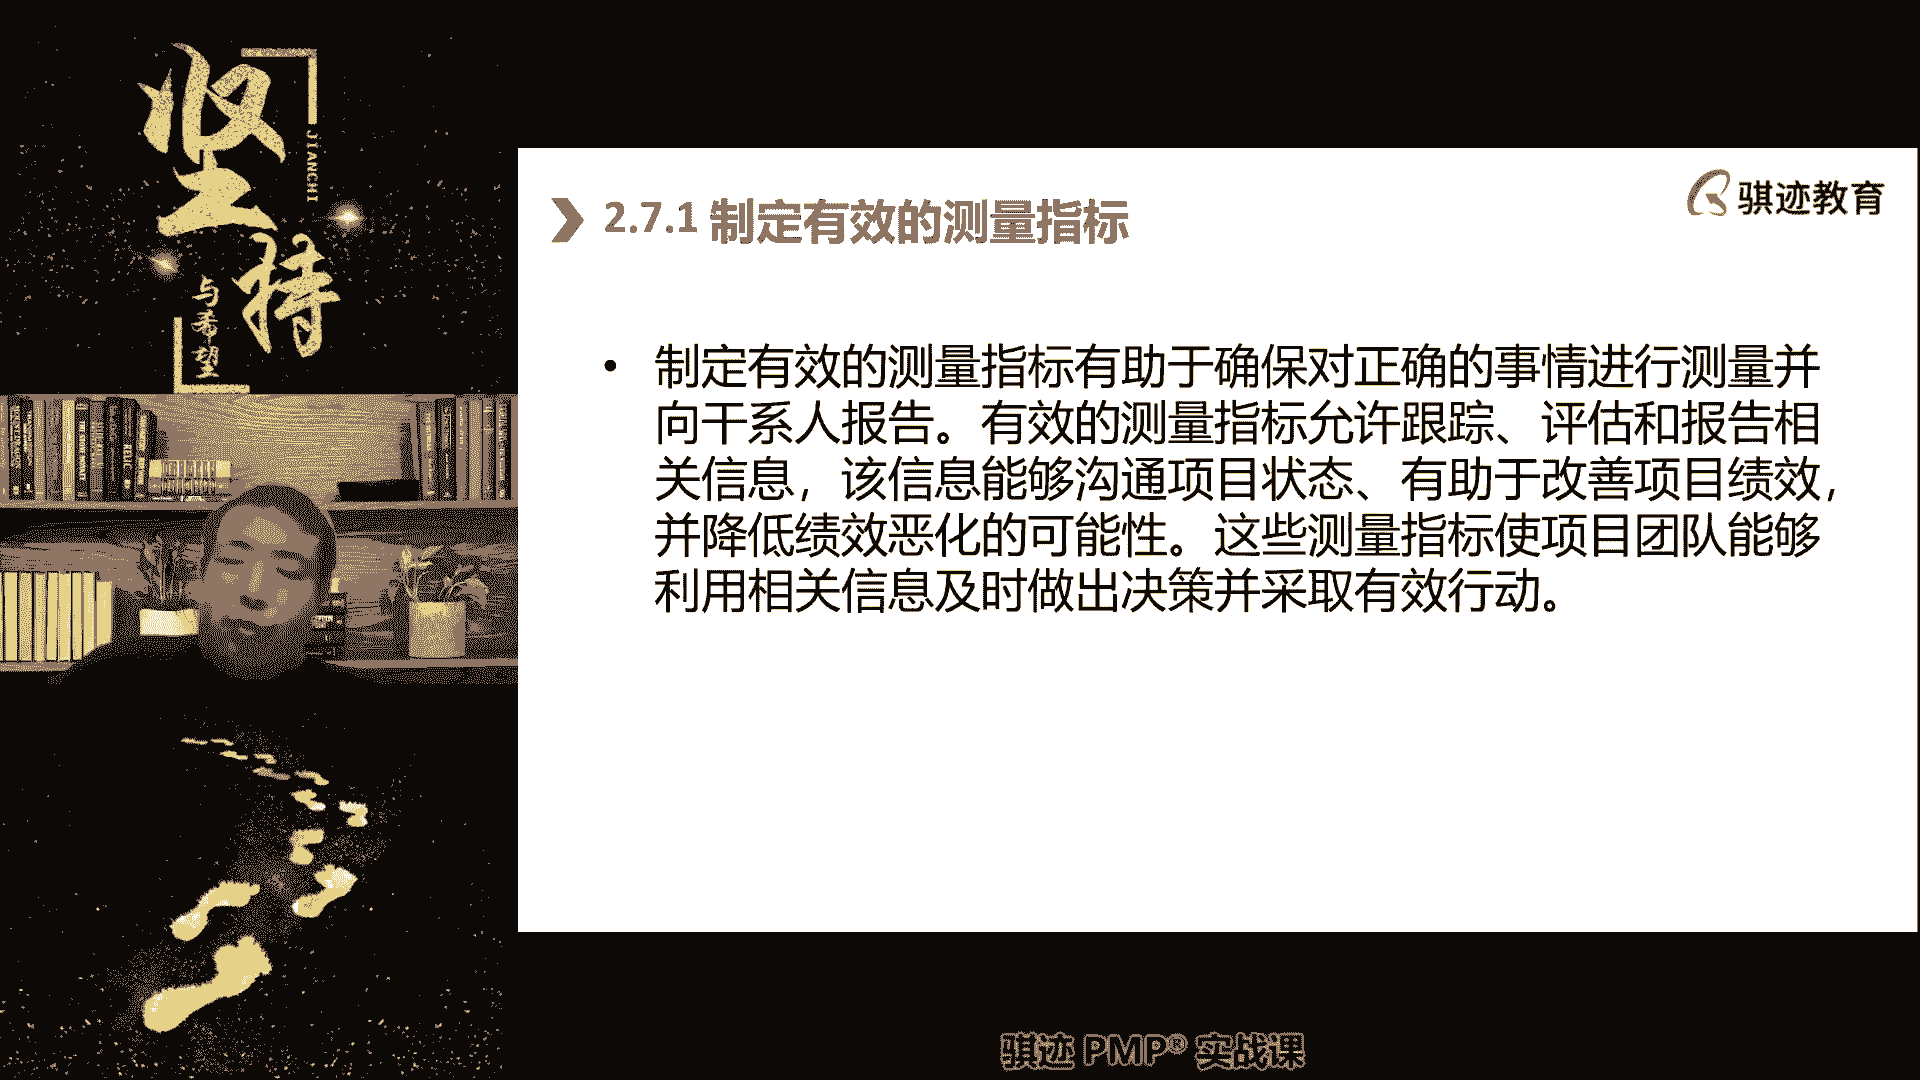 坚持
JIANCHI
与希望
骐迹教育
2.7.1 制定有效的测量指标
• 制定有效的测量指标有助于确保对正确的事情进行测量并
向干系人报告。有效的测量指标允许跟踪、评估和报告相
关信息，该信息能够沟通项目状态、有助于改善项目绩效，
并降低绩效恶化的可能性。这些测量指标使项目团队能够
利用相关信息及时做出决策并采取有效行动。
骐迹 PMP® 实战课